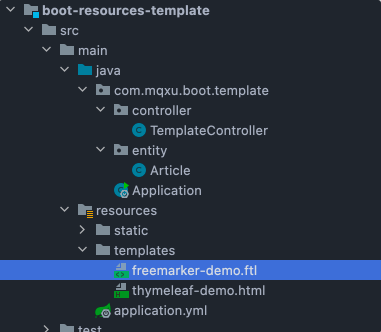 boot-resources-template
src
main
java
com.mqxu.boot.template
controller
TemplateController
entity
Article
Application
resources
static
templates
freemarker-demo.ftl
thymeleaf-demo.html
application.yml
test